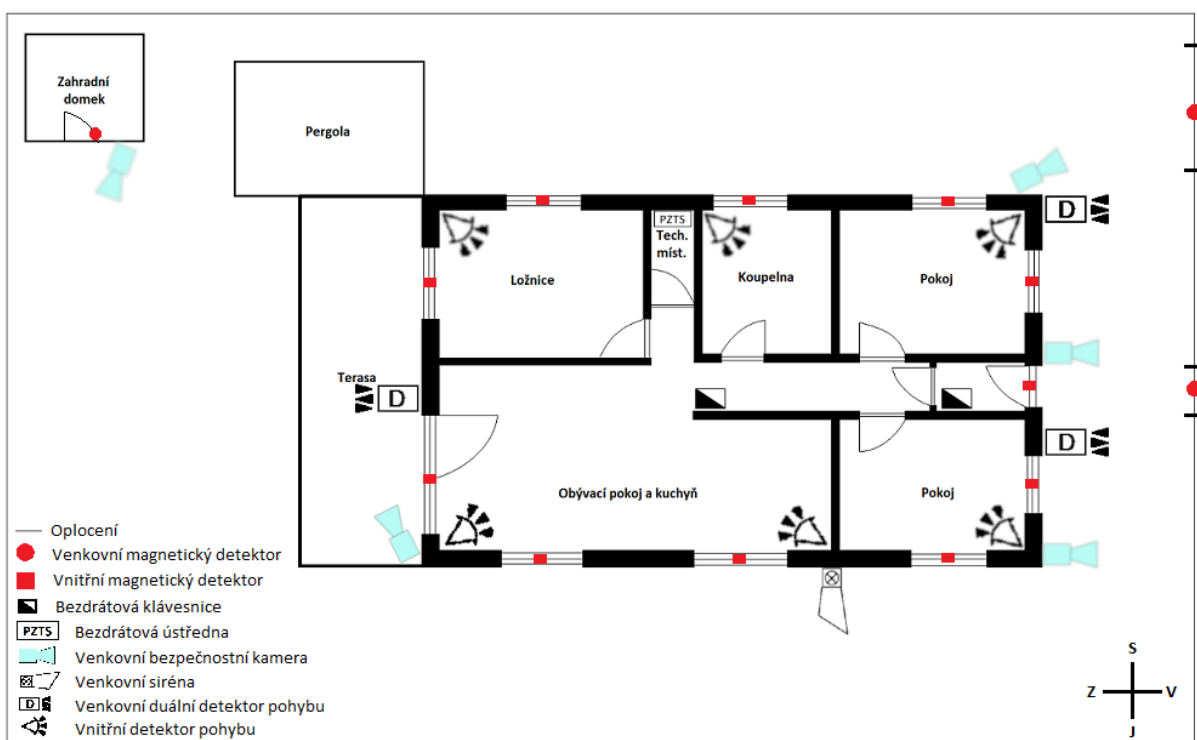 Zahradní
domek
Pergola
PZTS
Tech.
míst.
D
Ložnice
Koupelna
Pokoj
Terasa
D
D
Obývací pokoj a kuchyň
Pokoj
Oplocení
Venkovní magnetický detektor
Vnitřní magnetický detektor
Bezdrátová klávesnice
PZTS Bezdrátová ústředna
Venkovní bezpečnostní kamera
Venkovní siréna
D Venkovní duální detektor pohybu
Vnitřní detektor pohybu
S
Z V
J